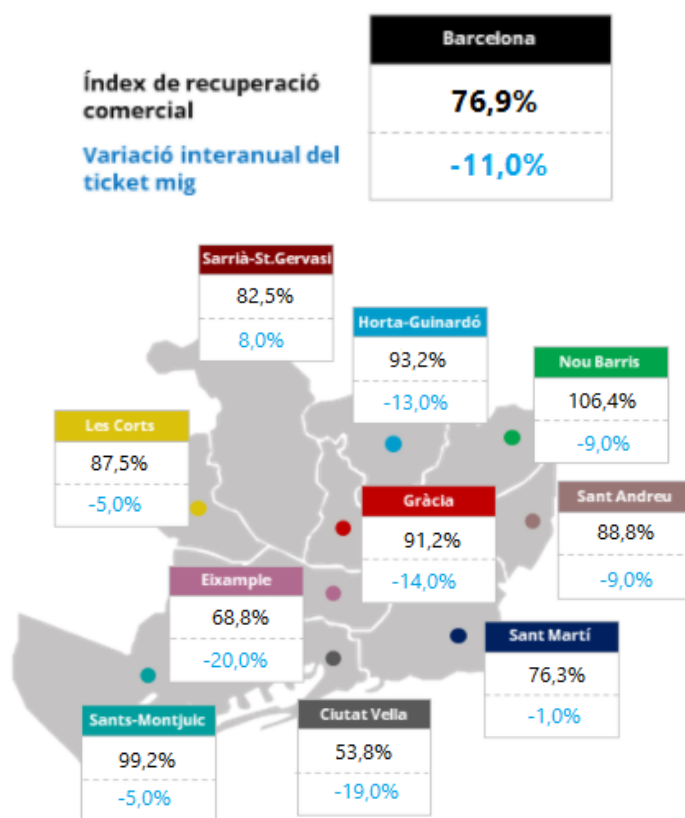 Barcelona
Índex de recuperació
comercial
76,9%
Variació interanual del
ticket mig
-11,0%
Sarrià-St.Gervasi
82,5%
8,0%
Horta-Guinardó
93,2%
-13,0%
Nou Barris
106,4%
-9,0%
Les Corts
87,5%
-5,0%
Gràcia
91,2%
-14,0%
Sant Andreu
88,8%
-9,0%
Eixample
68,8%
-20,0%
Sant Martí
76,3%
-1,0%
Sants-Montjuic
99,2%
-5,0%
Ciutat Vella
53,8%
-19,0%